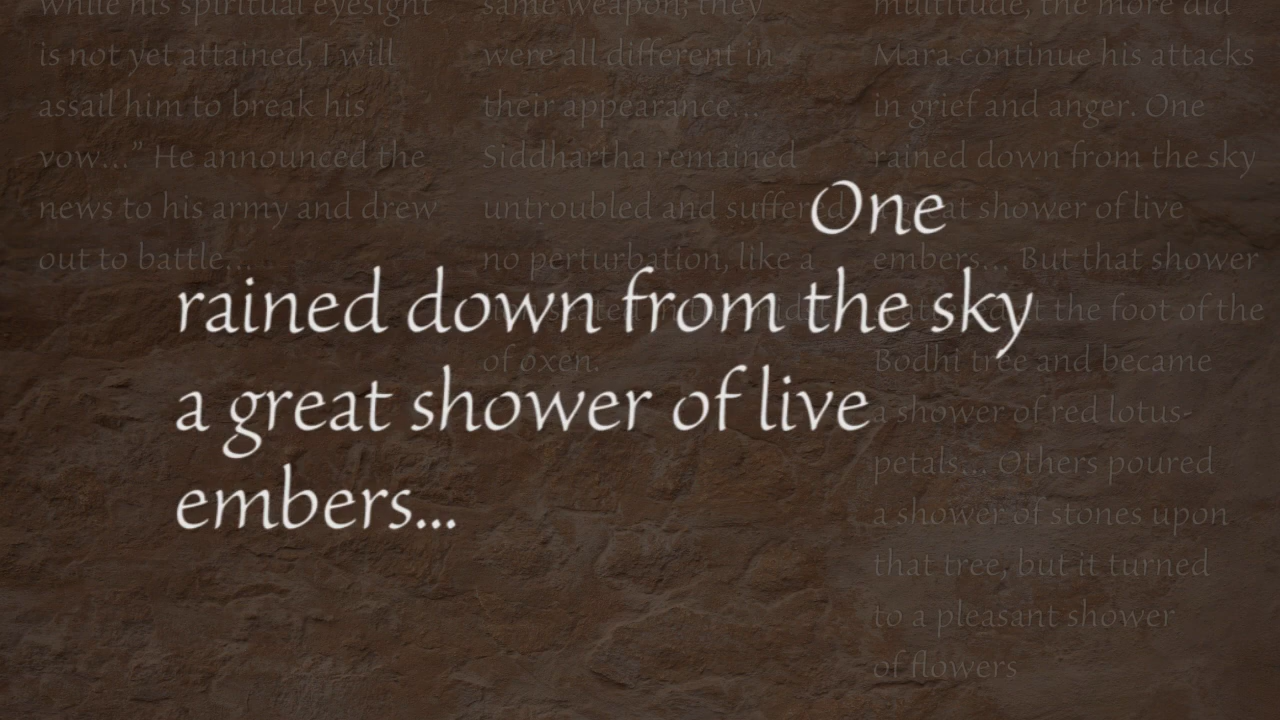 while his spiritual eyesight
is not yet attained, I will
assail him to break his
vow…” He announced the
news to his army and drew
out to battle…
same weapon; they
were all different in
their appearance…
Siddhartha remained
untroubled and suffered
no perturbation, like a
of oxen.
multitude, the more did
Mara continue his attacks
in grief and anger. One
rained down from the sky
shower of live
embers… But that shower
at the foot of the
Bodhi tree and became
a shower of red lotus-
petals… Others poured
a shower of stones upon
that tree, but it turned
to a pleasant shower
of flowers
One
rained down from the sky
a great shower of live
embers...